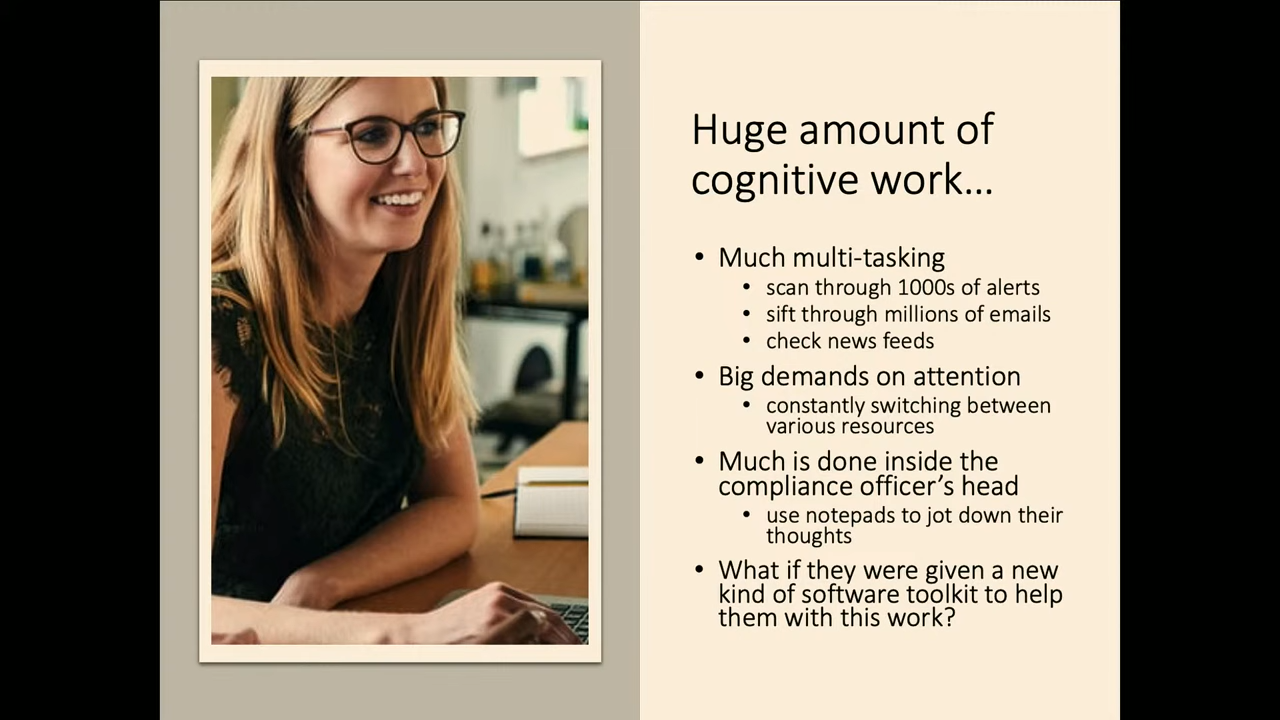 Huge amount of
cognitive work…
• Much multi-tasking
• scan through 1000s of alerts
• sift through millions of emails
• check news feeds
• Big demands on attention
• constantly switching between
various resources
• Much is done inside the
compliance officer’s head
• use notepads to jot down their
thoughts
• What if they were given a new
kind of software toolkit to help
them with this work?